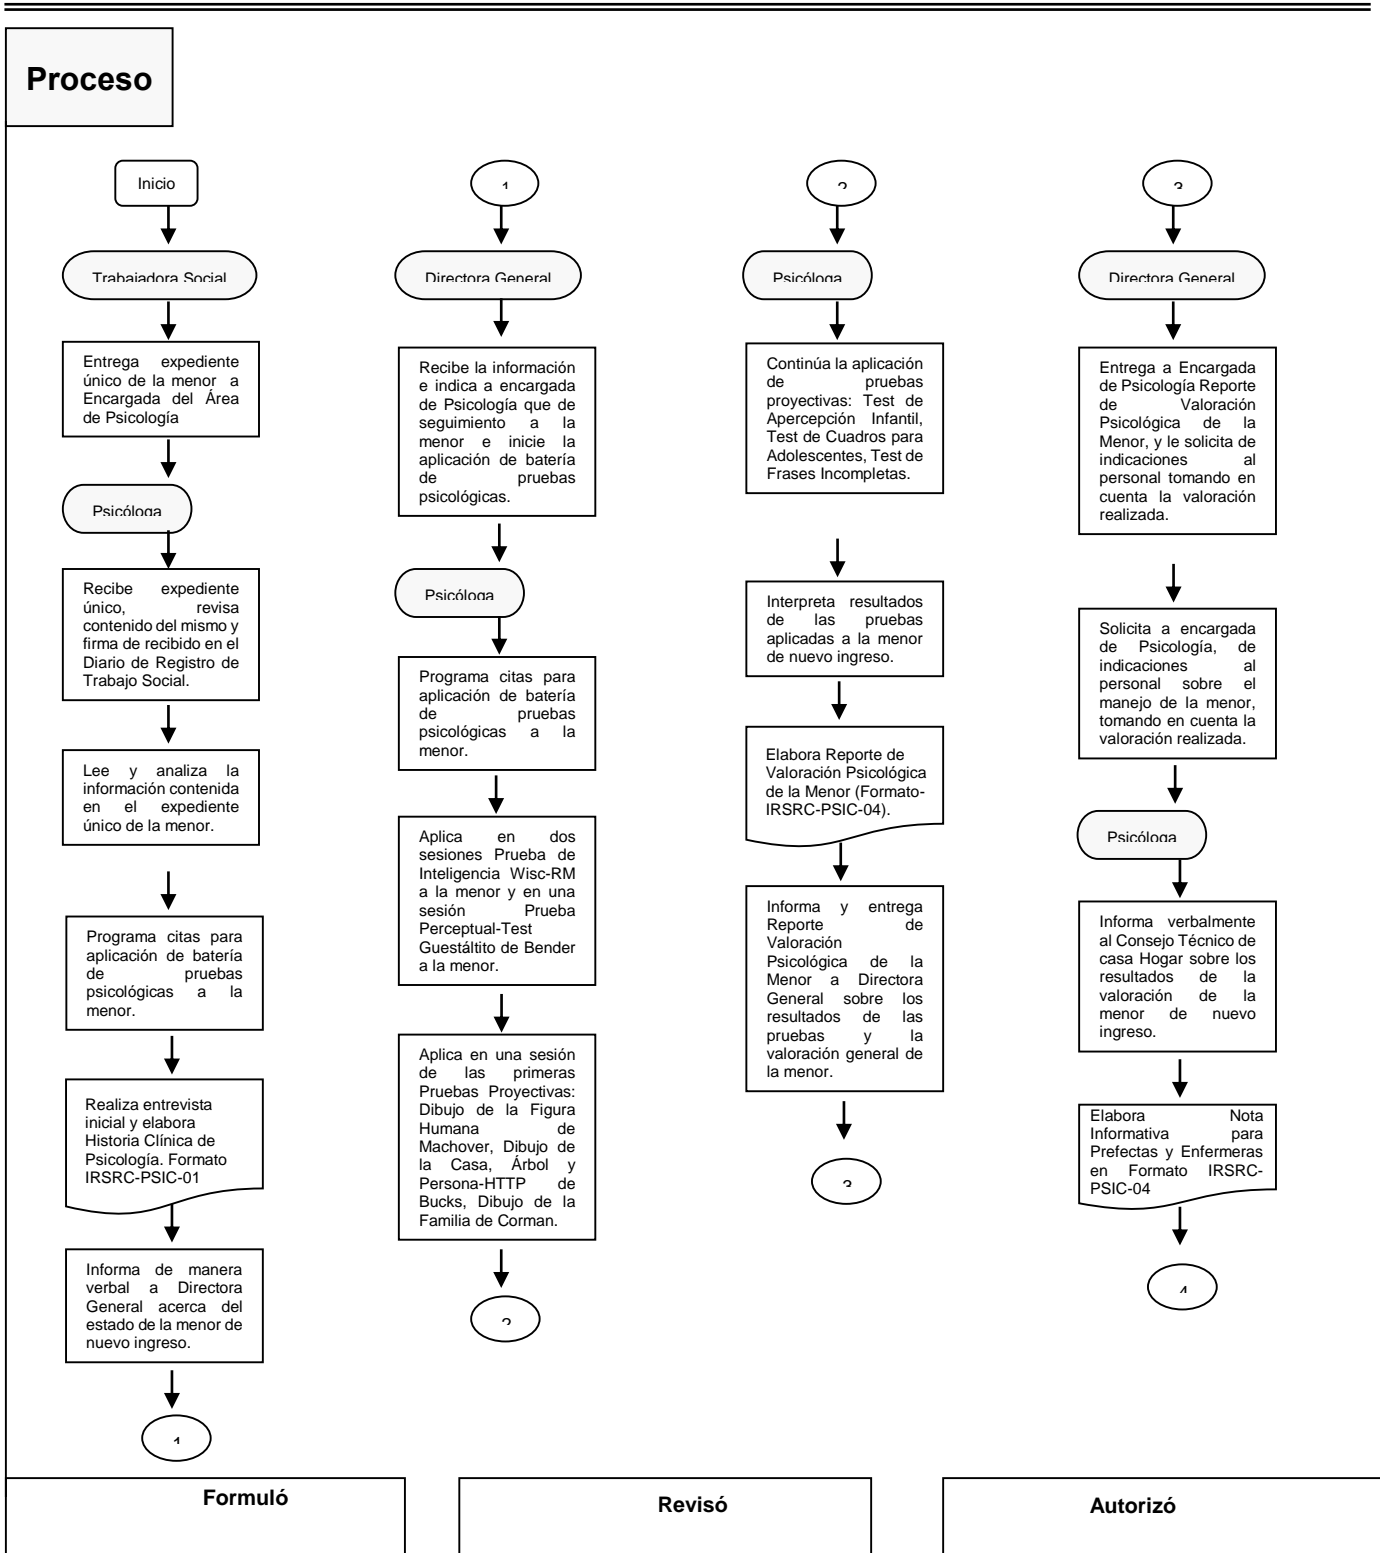 Proceso
Inicio
Trabajadora Social
Entrega expediente
único de la menor a
Encargada del Área
de Psicología
Psicóloga
Recibe expediente
único, revisa
contenido del mismo y
firma de recibido en el
Diario de Registro de
Trabajo Social.
Lee y analiza la
información contenida
en el expediente
único de la menor.
Programa citas para
aplicación de batería
de pruebas
psicológicas a la
menor.
Realiza entrevista
inicial y elabora
Historia Clínica de
Psicología. Formato
IRSRC-PSIC-01
Informa de manera
verbal a Directora
General acerca del
estado de la menor de
nuevo ingreso.
1
1
Directora General
Recibe la información
e indica a encargada
de Psicología que de
seguimiento a la
menor e inicie la
aplicación de batería
de pruebas
psicológicas.
Psicóloga
Programa citas para
aplicación de batería
de pruebas
psicológicas a la
menor.
Aplica en dos
sesiones Prueba de
Inteligencia Wisc-RM
a la menor y en una
sesión Prueba
Perceptual-Test
Guestáltito de Bender
a la menor.
Aplica en una sesión
de las primeras
Pruebas Proyectivas:
Dibujo de la Figura
Humana de
Machover, Dibujo de
la Casa, Árbol y
Persona-HTTP de
Bucks, Dibujo de la
Familia de Corman.
2
2
Psicóloga
Continúa la aplicación
de pruebas
proyectivas: Test de
Apercepción Infantil,
Test de Cuadros para
Adolescentes, Test de
Frases Incompletas.
Interpreta resultados
de las pruebas
aplicadas a la menor
de nuevo ingreso.
Elabora Reporte de
Valoración Psicológica
de la Menor (Formato-
IRSRC-PSIC-04).
Informa y entrega
Reporte de
Valoración
Psicológica de la
Menor a Directora
General sobre los
resultados de las
pruebas y la
valoración general de
la menor.
3
3
Directora General
Entrega a Encargada
de Psicología Reporte
de Valoración
Psicológica de la
Menor, y le solicita de
indicaciones al
personal tomando en
cuenta la valoración
realizada.
Solicita a encargada
de Psicología, de
indicaciones al
personal sobre el
manejo de la menor,
tomando en cuenta la
valoración realizada.
Psicóloga
Informa verbalmente
al Consejo Técnico de
casa Hogar sobre los
resultados de la
valoración de la
menor de nuevo
ingreso.
Elabora Nota
Informativa para
Prefectas y Enfermeras
en Formato IRSRC-
PSIC-04
4
Formuló
Revisó
Autorizó